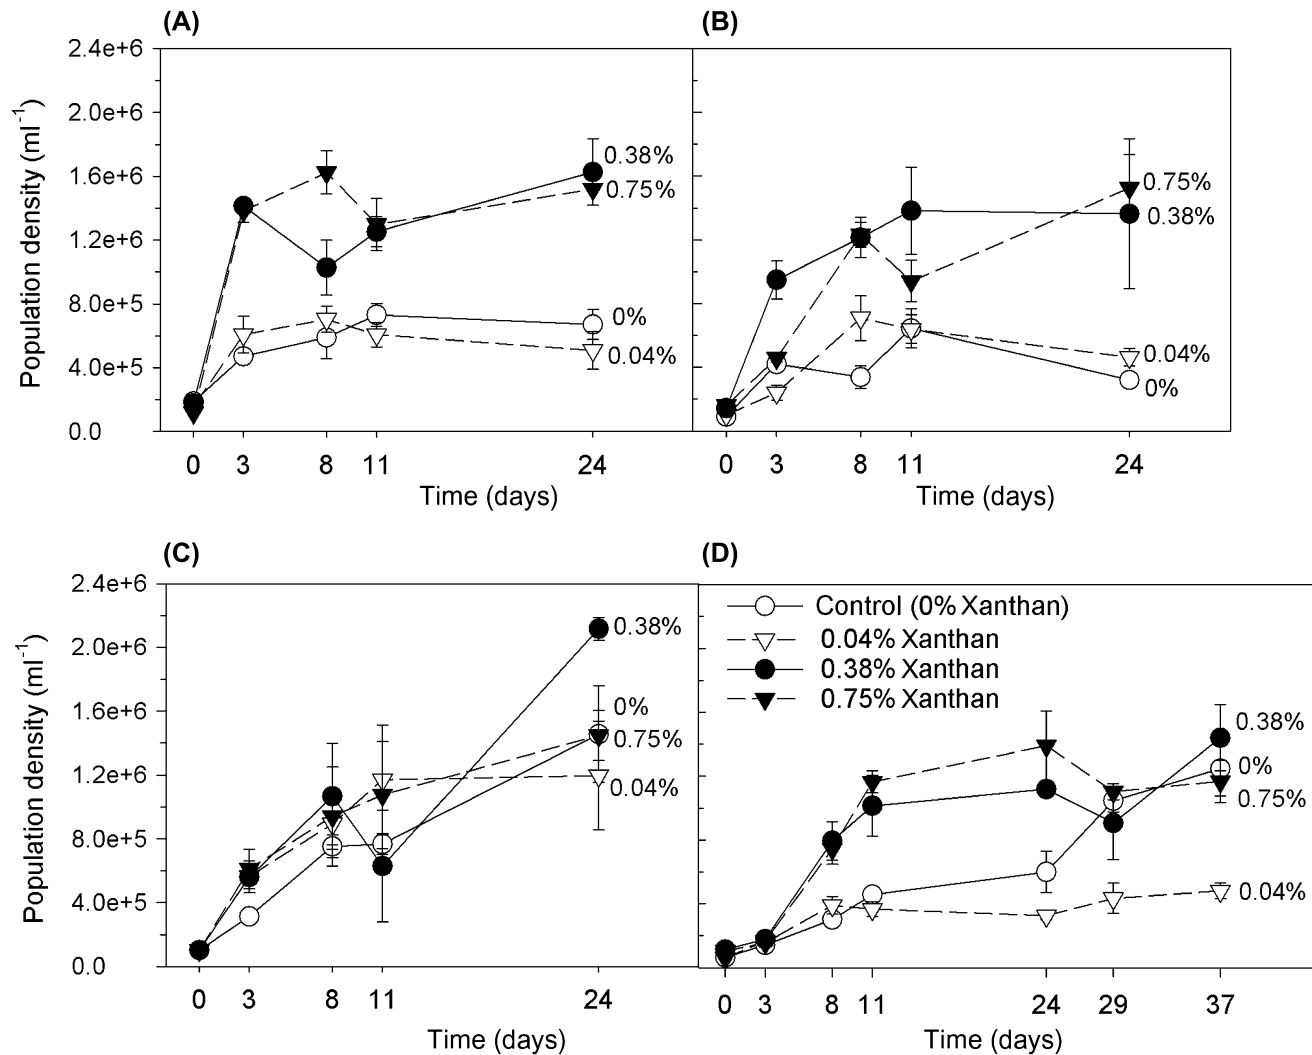 (A)
(B)
2.4e+6
2.0e+6
1.6e+6
1.2e+6
8.0e+5
4.0e+5
0.0
Population density (ml⁻¹)
0.38%
0.75%
0%
0.04%
0.75%
0.38%
0.04%
0%
0 3 8 11 24
0 3 8 11 24
Time (days)
Time (days)
(C)
(D)
2.4e+6
2.0e+6
1.6e+6
1.2e+6
8.0e+5
4.0e+5
0.0
Population density (ml⁻¹)
0.38%
0%
0.75%
0.04%
Control (0% Xanthan)
0.04% Xanthan
0.38% Xanthan
0.75% Xanthan
0.38%
0%
0.75%
0.04%
0 3 8 11 24
0 3 8 11 24 29 37
Time (days)
Time (days)